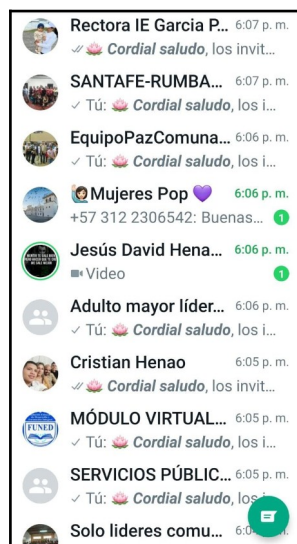 Rectora IE Garcia P... 6:07 p. m.
🪷 Cordial saludo, los invit...
SANTAFE-RUMBA... 6:07 p. m.
Tú: 🪷 Cordial saludo, los i...
EquipoPazComuna... 6:06 p. m.
Tú: 🪷 Cordial saludo, los i...
🙋🏻‍♀️Mujeres Pop 💜 6:06 p. m.
+57 312 2306542: Buenas... 1
Jesús David Hena... 6:06 p. m.
Video 1
Adulto mayor líder... 6:06 p. m.
Tú: 🪷 Cordial saludo, los i...
Cristian Henao 6:05 p. m.
🪷 Cordial saludo, los invit...
FUNED
MÓDULO VIRTUAL... 6:05 p. m.
Tú: 🪷 Cordial saludo, los i...
SERVICIOS PÚBLIC... 6:05 p. m.
Tú: 🪷 Cordial saludo, los
Solo lideres comu...